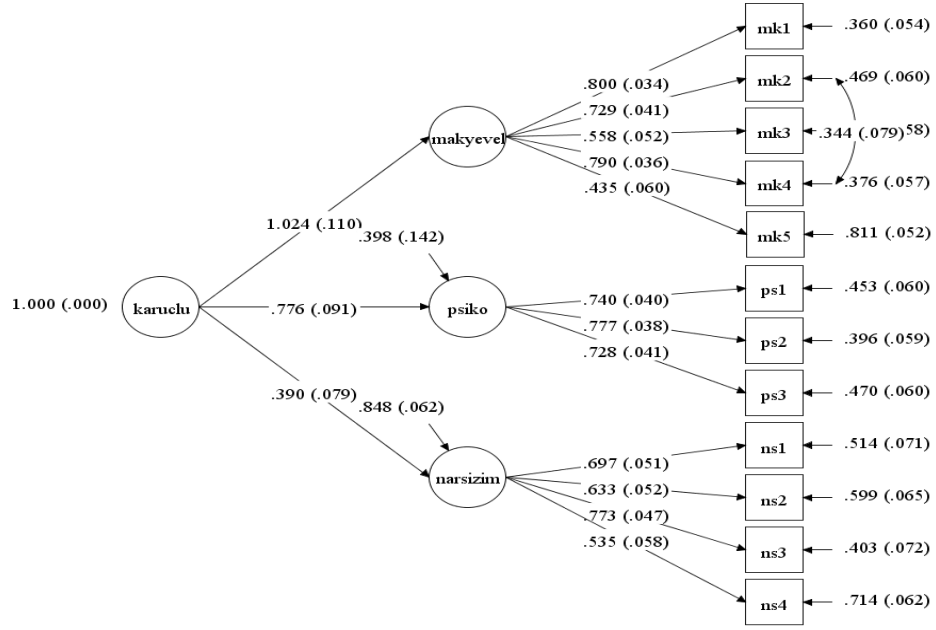 mk1
.360 (.054)
.800 (.034)
mk2
.469 (.060)
.729 (.041)
makyevel
.558 (.052)
mk3
.344 (.079)
58)
.790 (.036)
mk4
.376 (.057)
.435 (.060)
1.024 (.110)
.398 (.142)
mk5
.811 (.052)
1.000 (.000)
karuclu
.776 (.091)
psiko
.740 (.040)
ps1
.453 (.060)
.777 (.038)
ps2
.396 (.059)
.728 (.041)
ps3
.470 (.060)
.390 (.079)
.848 (.062)
narsizim
.697 (.051)
ns1
.514 (.071)
.633 (.052)
ns2
.599 (.065)
.773 (.047)
ns3
.403 (.072)
.535 (.058)
ns4
.714 (.062)